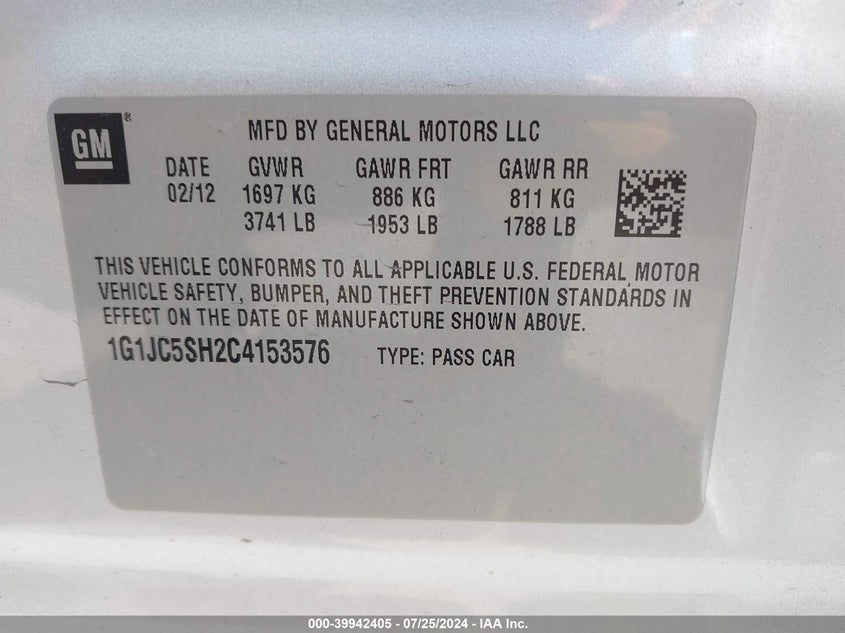 GM
MFD BY GENERAL MOTORS LLC
DATE GVWR GAWR FRT GAWR RR
02/12 1697 KG 886 KG 811 KG
3741 LB 1953 LB 1788 LB
THIS VEHICLE CONFORMS TO ALL APPLICABLE U.S. FEDERAL MOTOR
VEHICLE SAFETY, BUMPER, AND THEFT PREVENTION STANDARDS IN
EFFECT ON THE DATE OF MANUFACTURE SHOWN ABOVE.
1G1JC5SH2C4153576 TYPE: PASS CAR
000-39942405 - 07/25/2024 - IAA Inc.